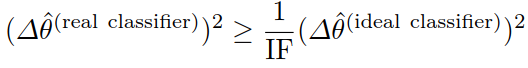 (Δθ̂^(real classifier))² ≥ 1/IF (Δθ̂^(ideal classifier))²